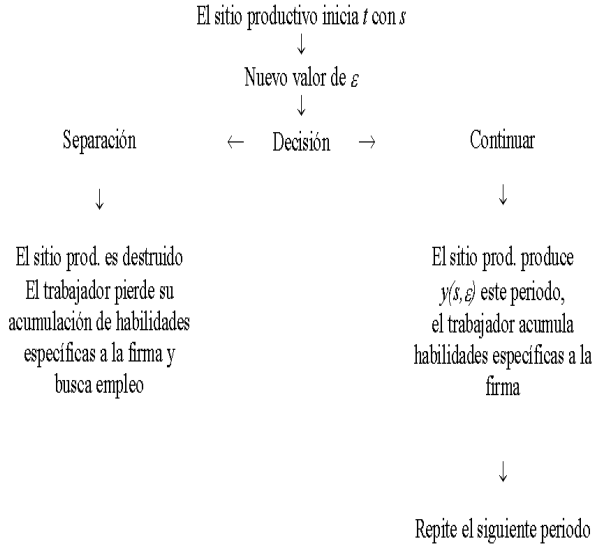 El sitio productivo inicia t con s
↓
Nuevo valor de ε
↓
Separación ← Decisión → Continuar
↓ ↓
El sitio prod. es destruido
El trabajador pierde su
acumulación de habilidades
específicas a la firma y
busca empleo
El sitio prod. produce
y(s,ε) este periodo,
el trabajador acumula
habilidades específicas a la
firma
↓
Repite el siguiente periodo